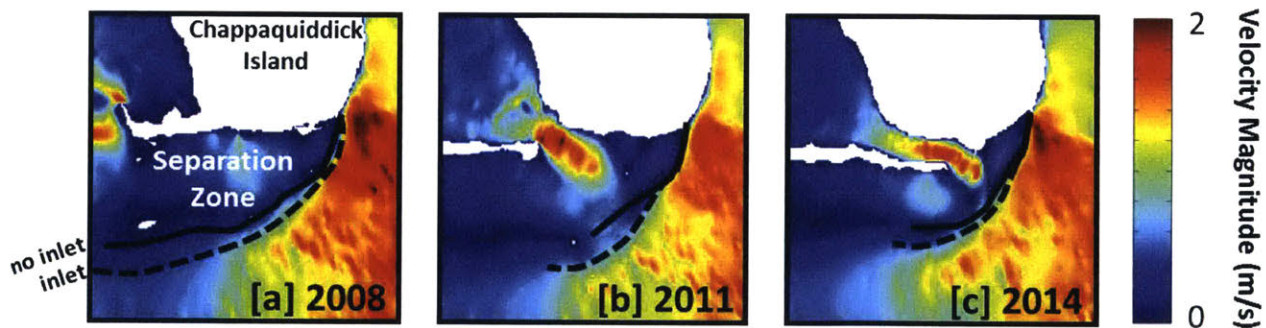 Chappaquiddick
Island
Separation
Zone
no inlet
inlet
[a] 2008
[b] 2011
[c] 2014
2
0
Velocity Magnitude (m/s)